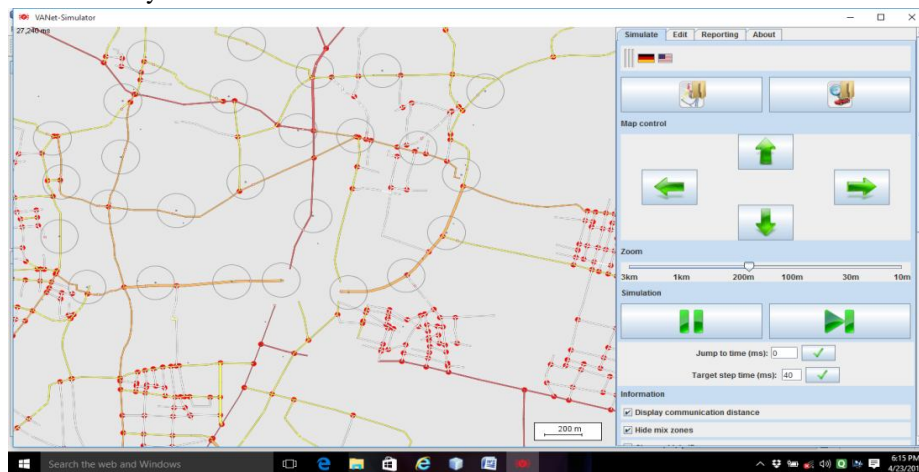 VANet-Simulator
27,240 ms
Simulate Edit Reporting About
Map control
Zoom
3km 1km 200m 100m 30m 10m
Simulation
Jump to time (ms): 0
Target step time (ms): 40
Information
Display communication distance
Hide mix zones
200 m
Search the web and Windows
6:15 PM